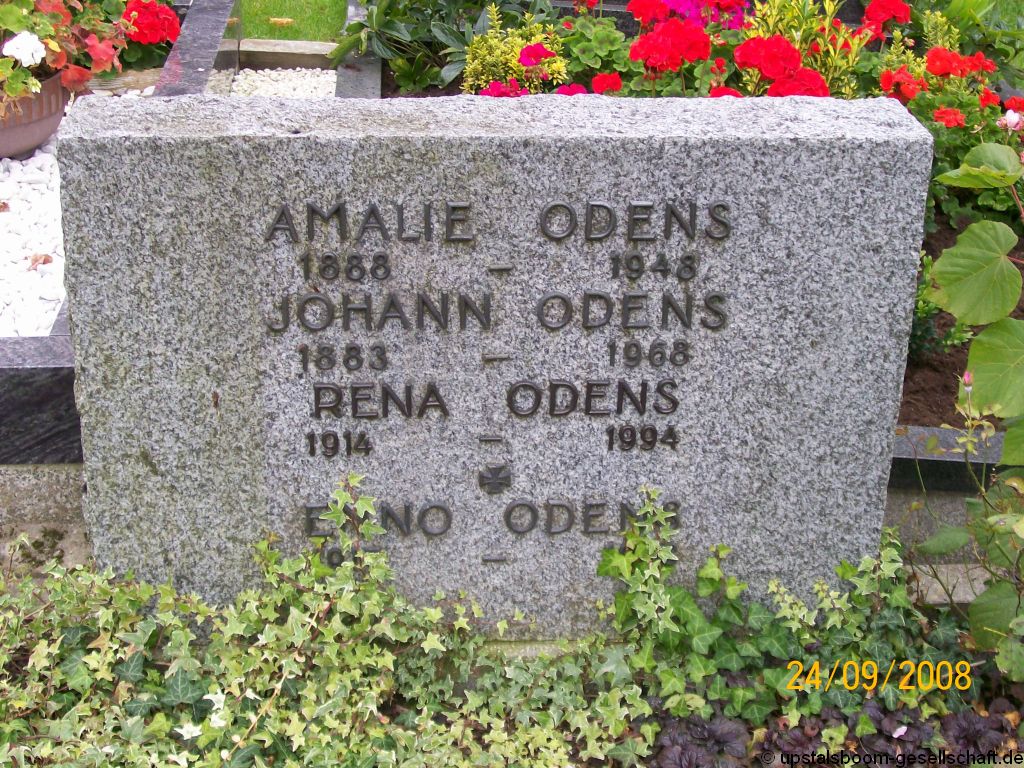 AMALIE ODENS
1888 – 1948
JOHANN ODENS
1883 – 1968
RENA ODENS
1914 – 1994
ODENS
–
24/09/2008
© upstalsboom-gesellschaft.de